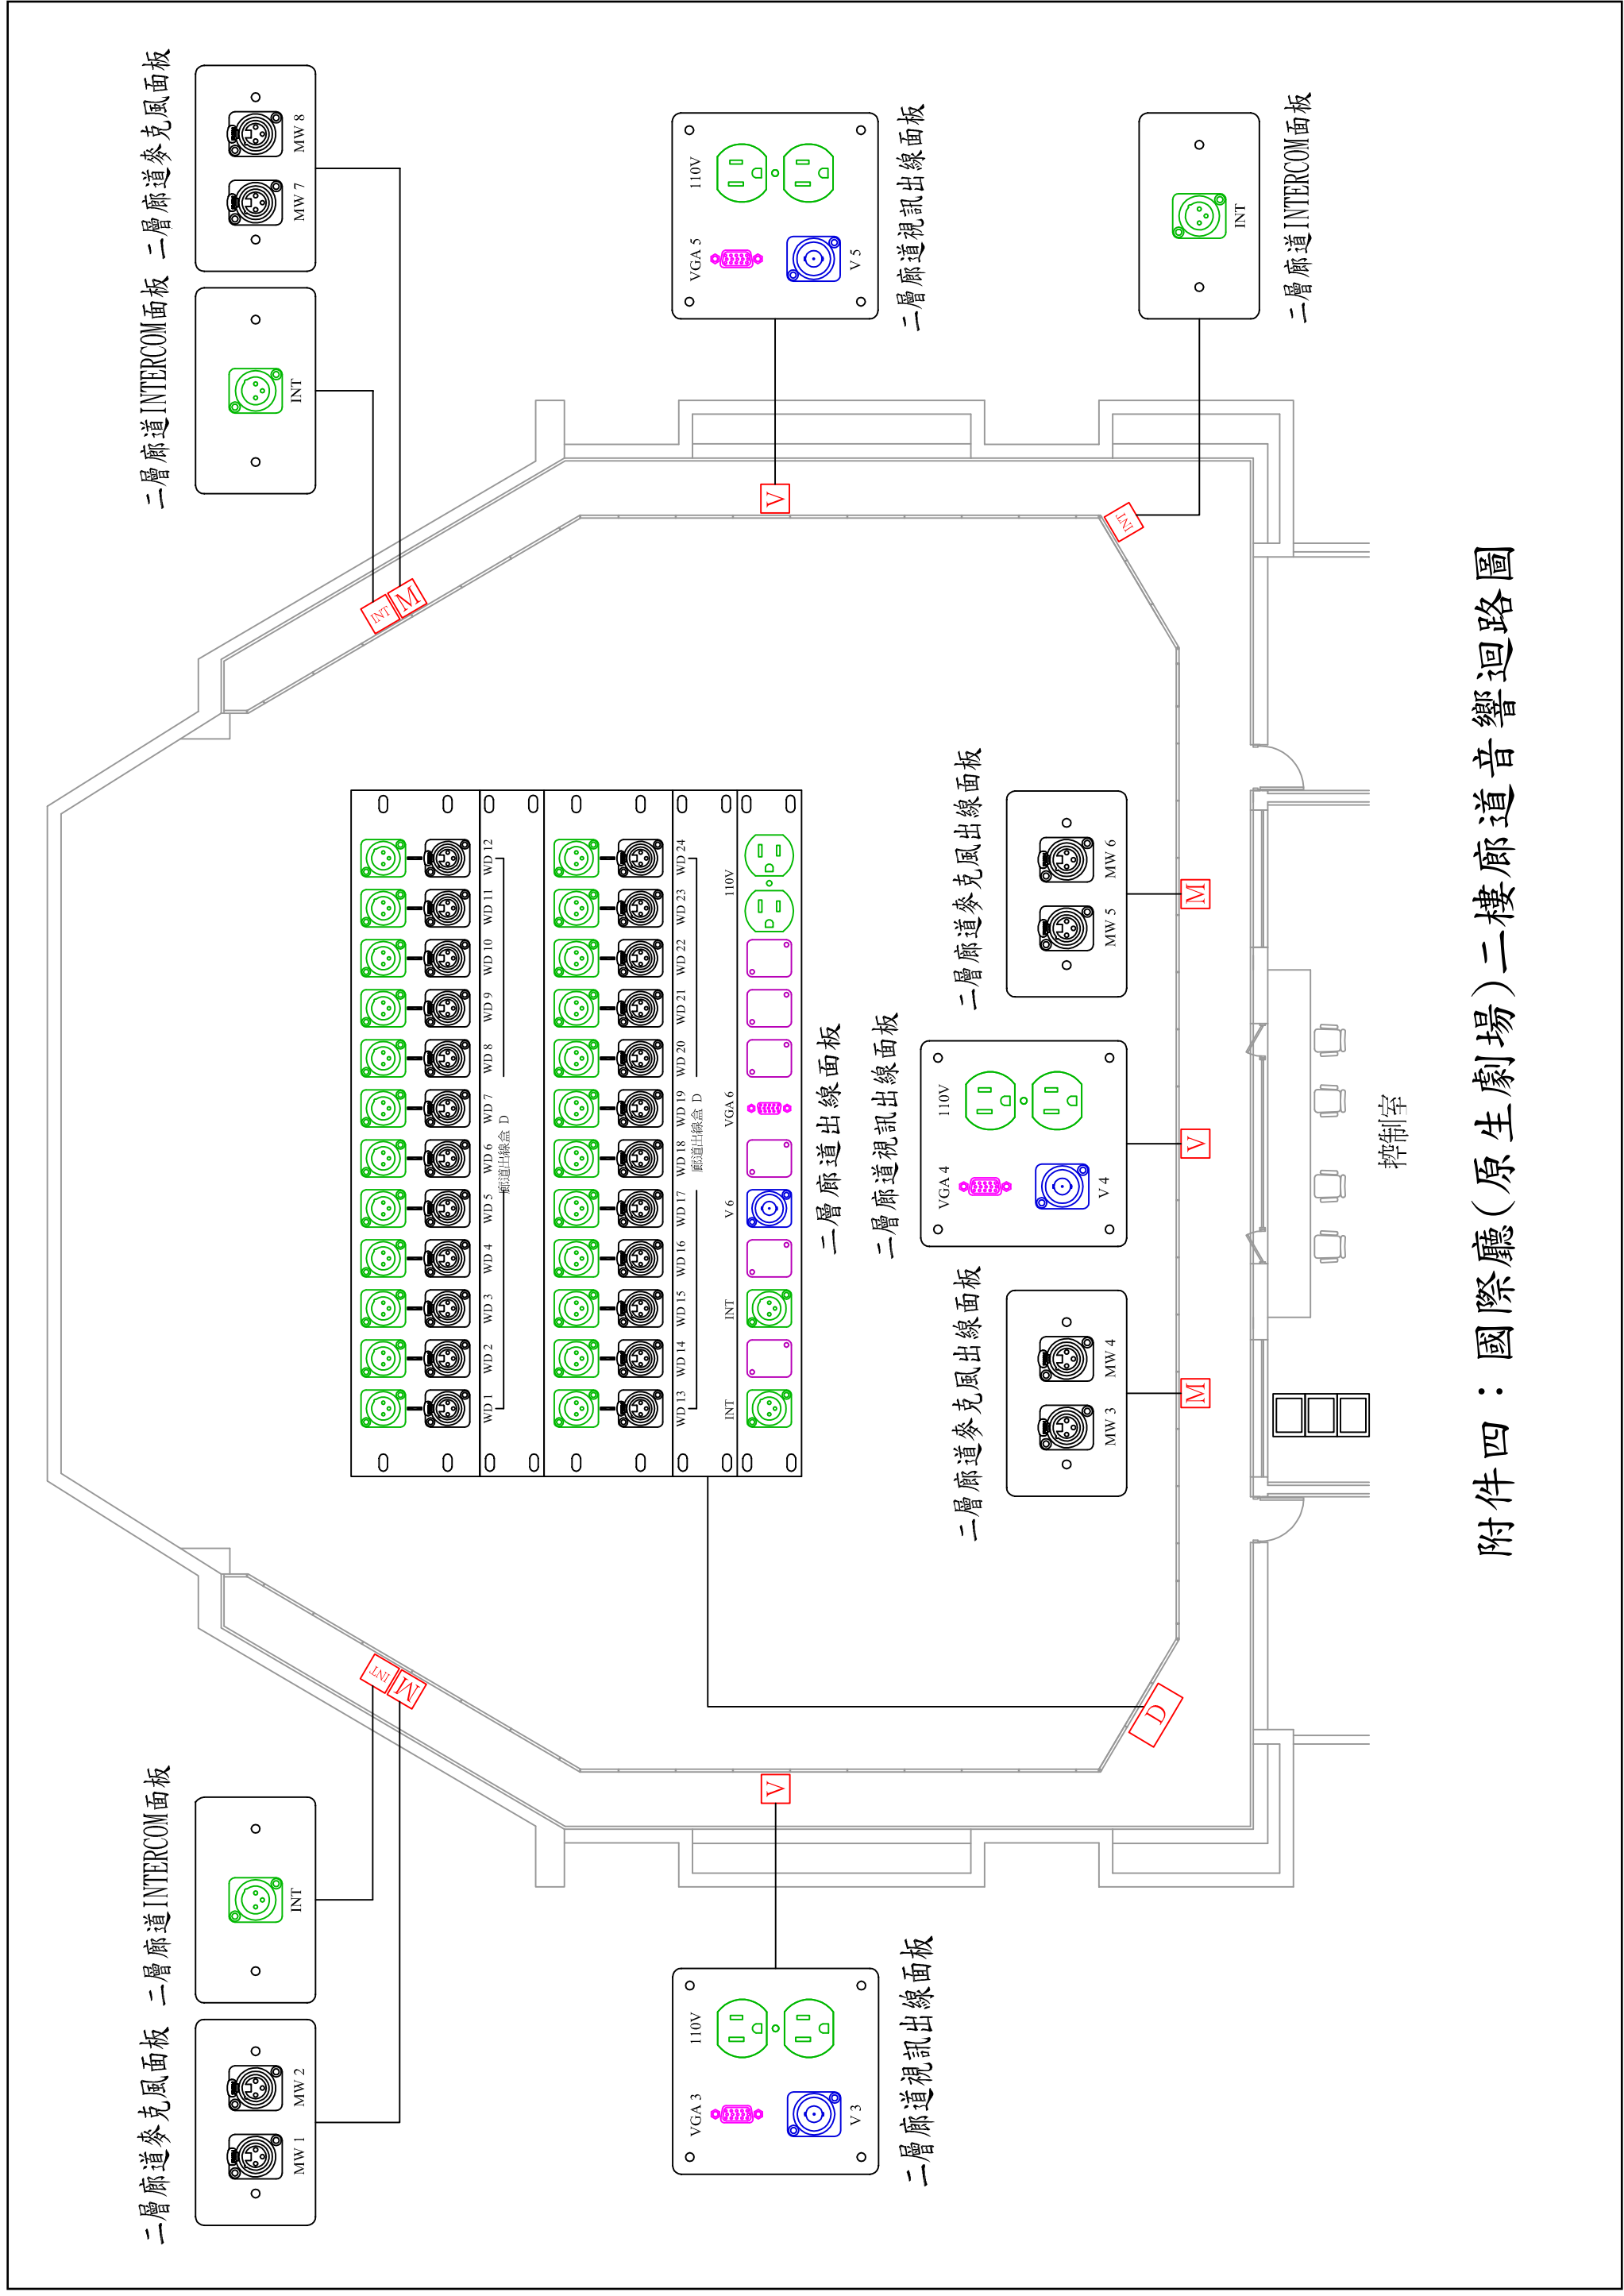 二層廊道麥克風面板
MW 1
MW 2
二層廊道INTERCOM面板
INT
二層廊道INTERCOM面板
INT
二層廊道麥克風面板
MW 7
MW 8
INT
M
INT
M
WD 1
WD 2
WD 3
WD 4
WD 5
WD 6
WD 7
WD 8
WD 9
WD 10
WD 11
WD 12
廊道出線盒 D
WD 13
WD 14
WD 15
WD 16
WD 17
WD 18
WD 19
WD 20
WD 21
WD 22
WD 23
WD 24
廊道出線盒 D
INT
INT
V 6
VGA 6
110V
二層廊道出線面板
VGA 3
110V
V 3
二層廊道視訊出線面板
V
V
VGA 5
110V
V 5
二層廊道視訊出線面板
二層廊道麥克風出線面板
MW 3
MW 4
二層廊道視訊出線面板
VGA 4
110V
V 4
二層廊道麥克風出線面板
MW 5
MW 6
D
M
V
M
INT
INT
二層廊道INTERCOM面板
控制室
附件四：國際廳(原生劇場)二樓廊道音響迴路圖